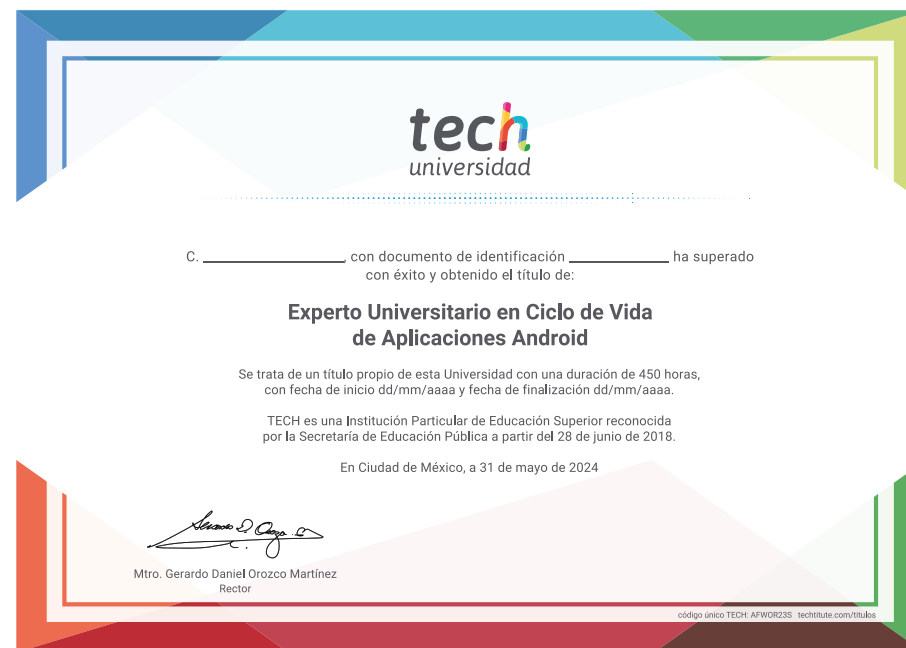 tech
universidad
C. ____________________, con documento de identificación ______________ ha superado
con éxito y obtenido el título de:
Experto Universitario en Ciclo de Vida
de Aplicaciones Android
Se trata de un título propio de esta Universidad con una duración de 450 horas,
con fecha de inicio dd/mm/aaaa y fecha de finalización dd/mm/aaaa.
TECH es una Institución Particular de Educación Superior reconocida
por la Secretaría de Educación Pública a partir del 28 de junio de 2018.
En Ciudad de México, a 31 de mayo de 2024
Mtro. Gerardo Daniel Orozco Martínez
Rector
código único TECH: AFWOR23S techtitute.com/titulos